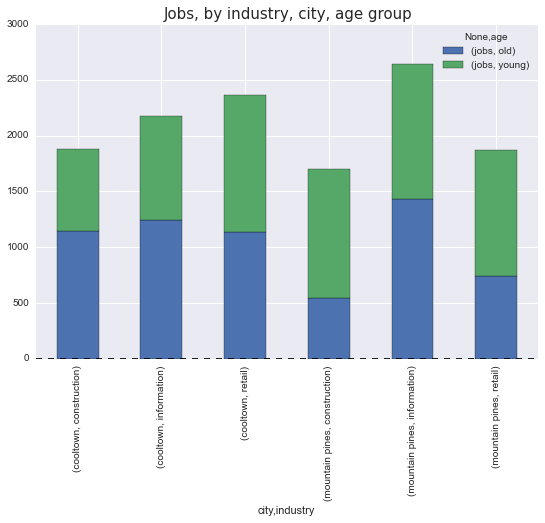 Jobs, by industry, city, age group
3000
2500
2000
1500
1000
500
0
None,age
(jobs, old)
(jobs, young)
(cooltown, construction)
(cooltown, information)
(cooltown, retail)
(mountain pines, construction)
(mountain pines, information)
(mountain pines, retail)
city,industry